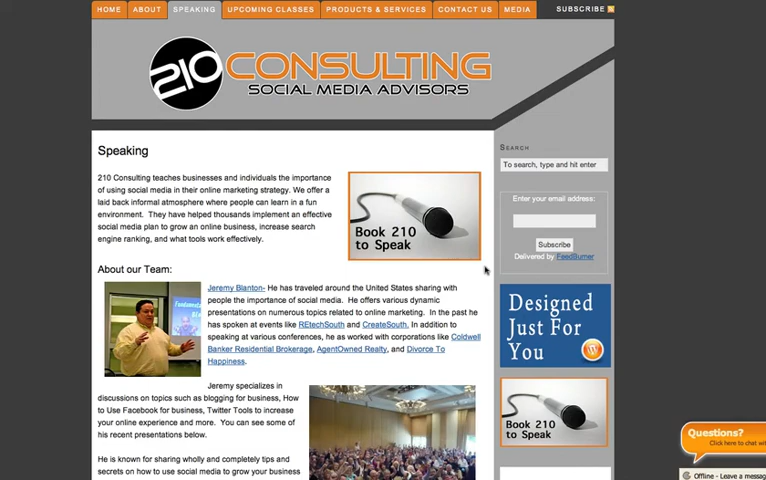 HOME ABOUT SPEAKING UPCOMING CLASSES PRODUCTS & SERVICES CONTACT US MEDIA SUBSCRIBE
210 CONSULTING
SOCIAL MEDIA ADVISORS
Speaking
210 Consulting teaches businesses and individuals the importance
of using social media in their online marketing strategy. We offer a
laid back informal atmosphere where people can learn in a fun
environment. They have helped thousands implement an effective
social media plan to grow an online business, increase search
engine ranking, and what tools work effectively.
Book 210
to Speak
About our Team:
Jeremy Blanton- He has traveled around the United States sharing with
people the importance of social media. He offers various dynamic
presentations on numerous topics related to online marketing. In the past he
has spoken at events like REtechSouth and CreateSouth. In addition to
speaking at various conferences, he as worked with corporations like Coldwell
Banker Residential Brokerage, AgentOwned Realty, and Divorce To
Happiness.
Jeremy specializes in
discussions on topics such as blogging for business, How
to Use Facebook for business, Twitter Tools to increase
your online experience and more. You can see some of
his recent presentations below.
He is known for sharing wholly and completely tips and
secrets on how to use social media to grow your business
SEARCH
To search, type and hit enter
Enter your email address:
Subscribe
Delivered by FeedBurner
Designed
Just For
You
Book 210
to Speak
Questions?
Click here to chat wi
Offline - Leave a messag